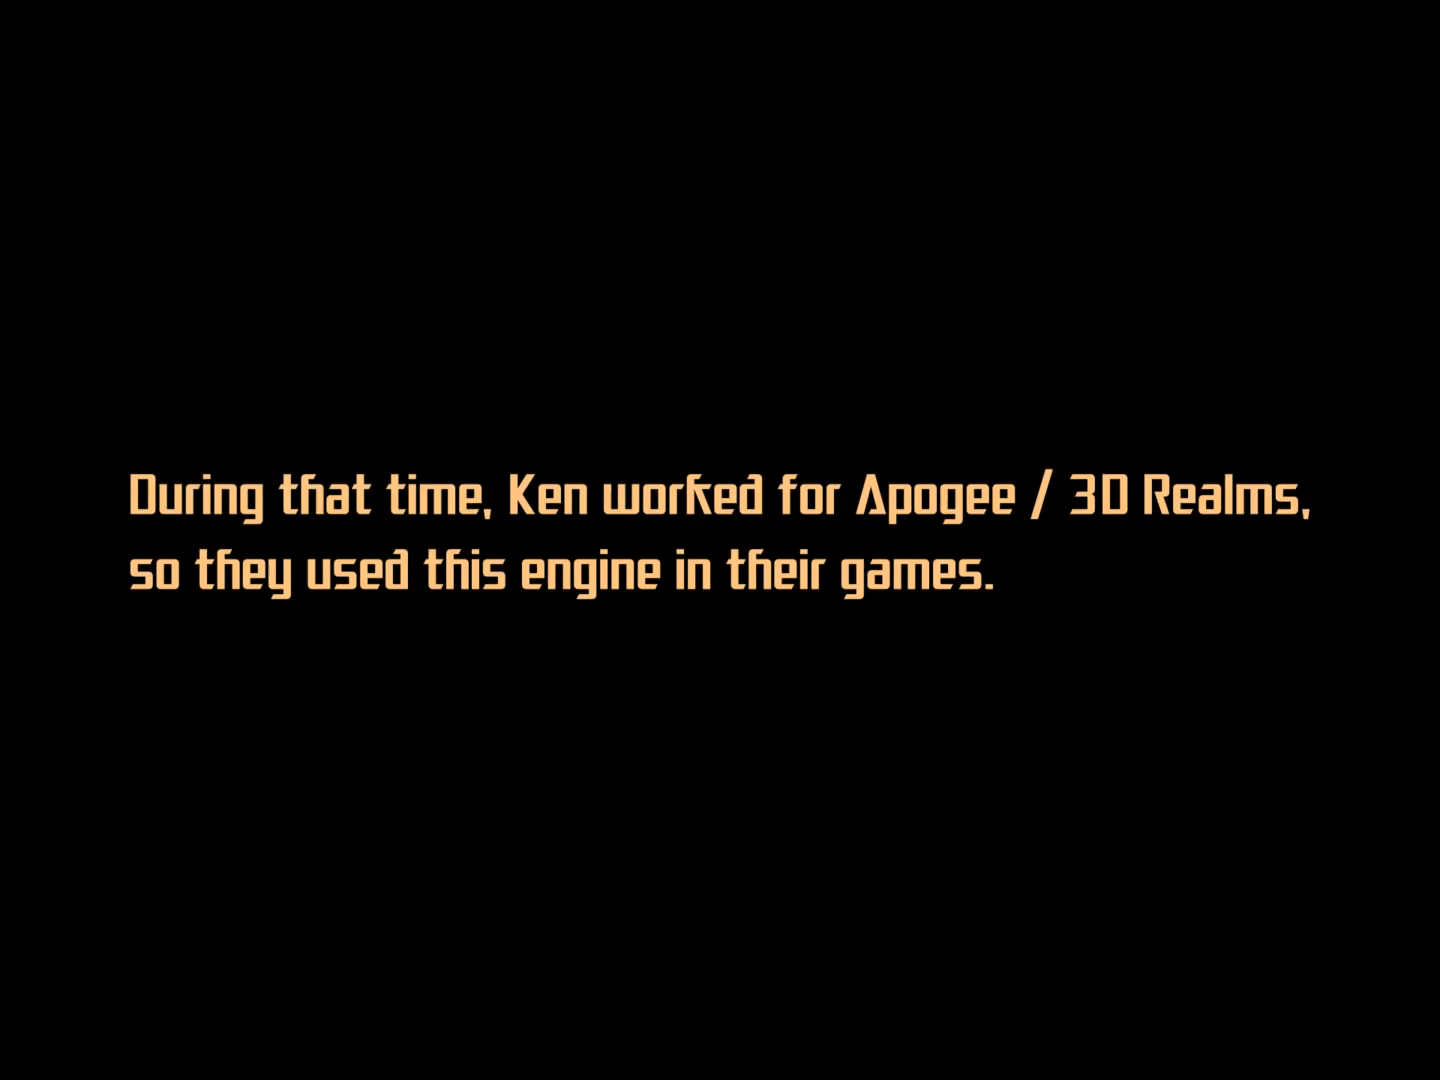 During that time, Ken worked for Apogee / 3D Realms,
so they used this engine in their games.